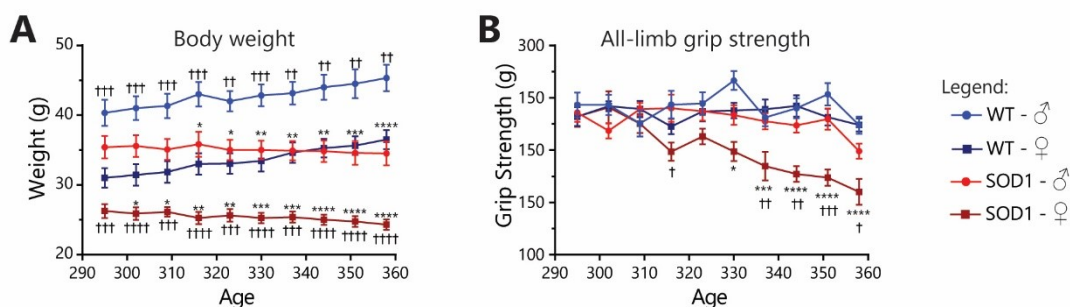 A
Body weight
Weight (g)
50
40
30
20
††† ††† ††† ††† †† ††† †† †† †† ††
* * ** ** ** *** ****
* * ** ** *** *** **** **** ****
††† †††† ††† †††† ††† †††† ††† †††† †††† ††††
290 300 310 320 330 340 350 360
Age
B
All-limb grip strength
Grip Strength (g)
300
150
150
150
100
† * *** **** **** ****
†† †† ††† †
290 300 310 320 330 340 350 360
Age
Legend:
WT - ♂
WT - ♀
SOD1 - ♂
SOD1 - ♀